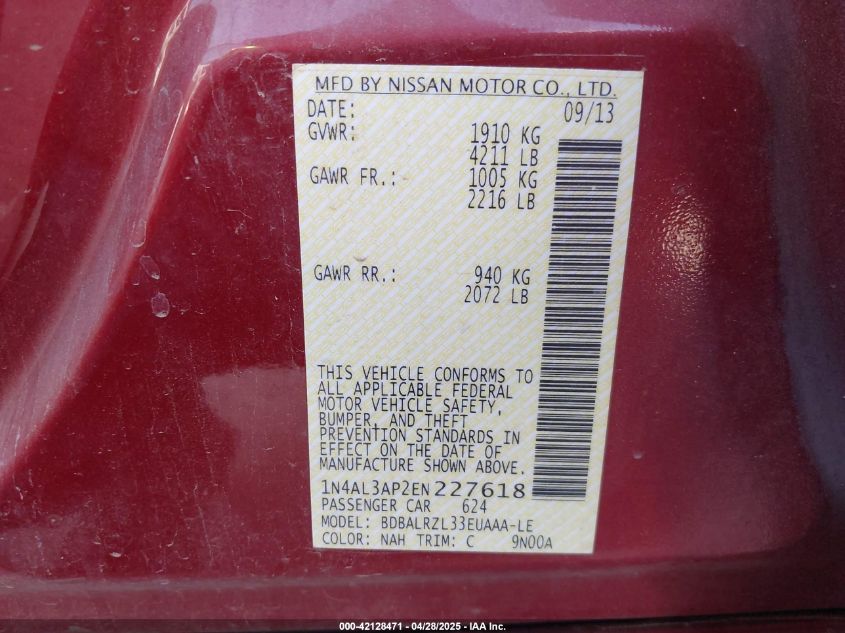 MFD BY NISSAN MOTOR CO., LTD.
DATE: 09/13
GVWR: 1910 KG
4211 LB
GAWR FR.: 1005 KG
2216 LB
GAWR RR.: 940 KG
2072 LB
THIS VEHICLE CONFORMS TO
ALL APPLICABLE FEDERAL
MOTOR VEHICLE SAFETY,
BUMPER, AND THEFT
PREVENTION STANDARDS IN
EFFECT ON THE DATE OF
MANUFACTURE SHOWN ABOVE.
1N4AL3AP2EN227618
PASSENGER CAR 624
MODEL: BDBALRZL33EUAAA-LE
COLOR: NAH TRIM: C 9N00A
000-42128471 | 04/28/2025 - IAA Inc.